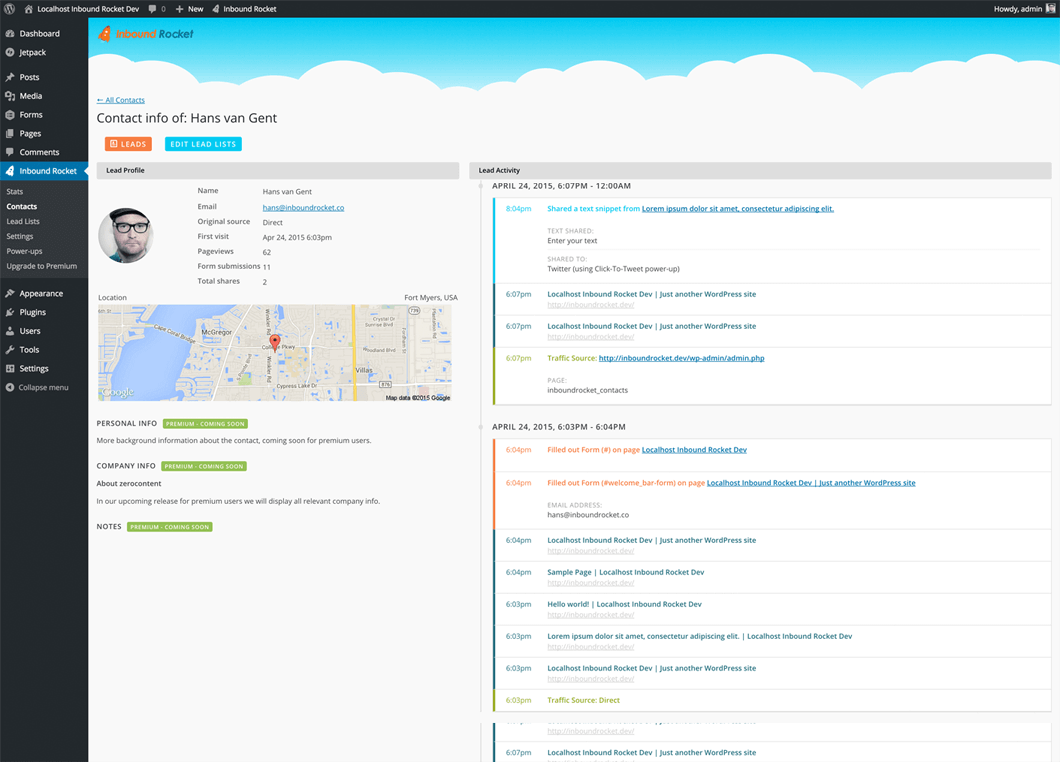 Localhost Inbound Rocket Dev 0 New Inbound Rocket Howdy, admin
Dashboard
Jetpack
Posts
Media
Forms
Pages
Comments
Inbound Rocket
Stats
Contacts
Lead Lists
Settings
Power-ups
Upgrade to Premium
Appearance
Plugins
Users
Tools
Settings
Collapse menu
Inbound Rocket
← All Contacts
Contact info of: Hans van Gent
LEADS EDIT LEAD LISTS
Lead Profile
Name Hans van Gent
Email hans@inboundrocket.co
Original source Direct
First visit Apr 24, 2015 6:03pm
Pageviews 62
Form submissions 11
Total shares 2
Location Fort Myers, USA
Cape Coral Bridge
McGregor
Winkler Rd
College Pkwy
Winkler Rd
Crystal Dr
Sunrise Blvd
739
Woodland Blvd
Villas
876
Cypress Lake Dr
Google
Map data ©2015 Google
PERSONAL INFO PREMIUM - COMING SOON
More background information about the contact, coming soon for premium users.
COMPANY INFO PREMIUM - COMING SOON
About zerocontent
In our upcoming release for premium users we will display all relevant company info.
NOTES PREMIUM - COMING SOON
Lead Activity
APRIL 24, 2015, 6:07PM - 12:00AM
8:04pm Shared a text snippet from Lorem ipsum dolor sit amet, consectetur adipiscing elit.
TEXT SHARED:
Enter your text
SHARED TO:
Twitter (using Click-To-Tweet power-up)
6:07pm Localhost Inbound Rocket Dev | Just another WordPress site
http://inboundrocket.dev/
6:07pm Localhost Inbound Rocket Dev | Just another WordPress site
http://inboundrocket.dev/
6:07pm Traffic Source: http://inboundrocket.dev/wp-admin/admin.php
PAGE:
inboundrocket_contacts
APRIL 24, 2015, 6:03PM - 6:04PM
6:04pm Filled out Form (#) on page Localhost Inbound Rocket Dev
6:04pm Filled out Form (#welcome_bar-form) on page Localhost Inbound Rocket Dev | Just another WordPress site
EMAIL ADDRESS:
hans@inboundrocket.co
6:04pm Localhost Inbound Rocket Dev | Just another WordPress site
http://inboundrocket.dev/
6:04pm Sample Page | Localhost Inbound Rocket Dev
http://inboundrocket.dev/
6:03pm Hello world! | Localhost Inbound Rocket Dev
http://inboundrocket.dev/
6:03pm Lorem ipsum dolor sit amet, consectetur adipiscing elit. | Localhost Inbound Rocket Dev
http://inboundrocket.dev/
6:03pm Localhost Inbound Rocket Dev | Just another WordPress site
http://inboundrocket.dev/
6:03pm Traffic Source: Direct
http://inboundrocket.dev/
6:07pm Localhost Inbound Rocket Dev | Just another WordPress site